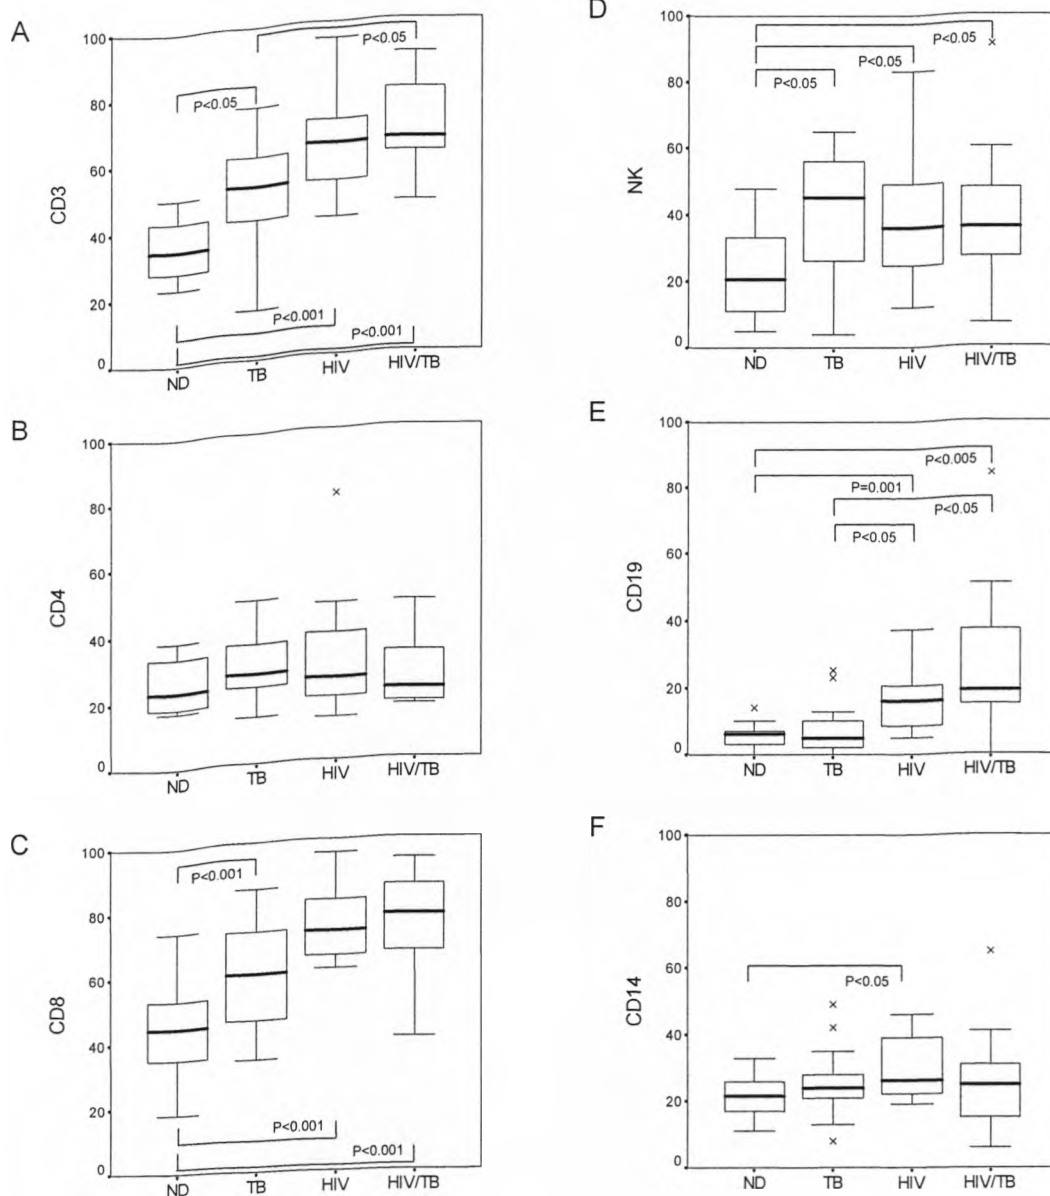 A
CD3
100
80
60
40
20
0
P<0.05
P<0.05
P<0.001
P<0.001
ND TB HIV HIV/TB
B
CD4
100
80
60
40
20
0
ND TB HIV HIV/TB
C
CD8
100
80
60
40
20
0
P<0.001
P<0.001
P<0.001
ND TB HIV HIV/TB
D
NK
100
80
60
40
20
0
P<0.05
P<0.05
P<0.05
ND TB HIV HIV/TB
E
CD19
100
80
60
40
20
0
P<0.005
P=0.001
P<0.05
P<0.05
ND TB HIV HIV/TB
F
CD14
100
80
60
40
20
0
P<0.05
ND TB HIV HIV/TB